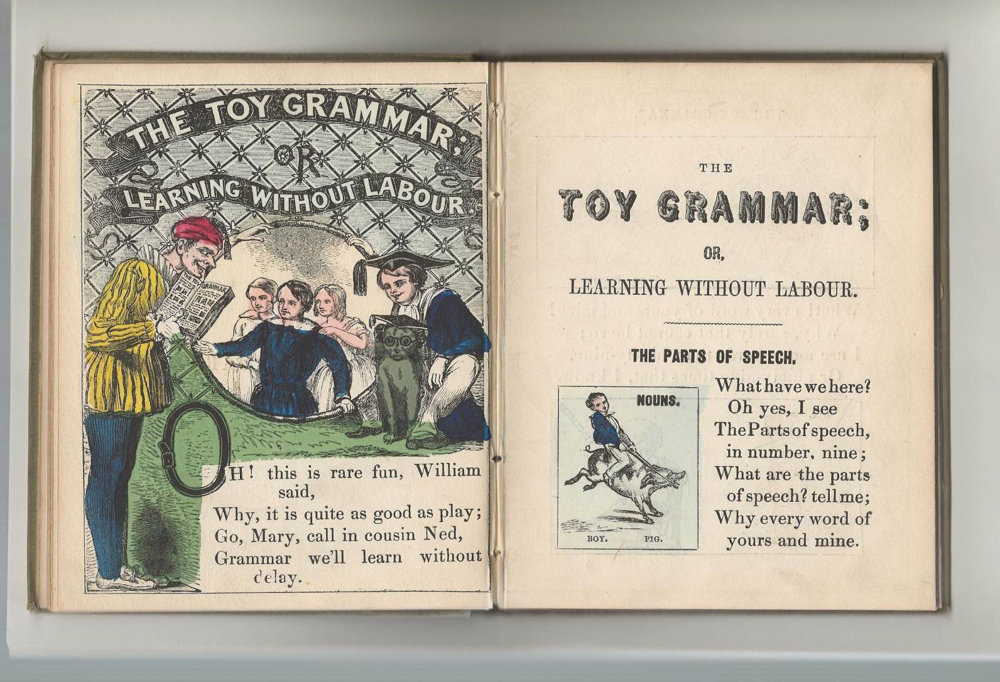 THE TOY GRAMMAR;
OR
LEARNING WITHOUT LABOUR
THE TOY GRAMMAR
OH! this is rare fun, William
said,
Why, it is quite as good as play;
Go, Mary, call in cousin Ned,
Grammar we'll learn without
delay.
THE
TOY GRAMMAR;
OR,
LEARNING WITHOUT LABOUR.
THE PARTS OF SPEECH.
NOUNS.
BOY. PIG.
What have we here?
Oh yes, I see
The Parts of speech,
in number, nine;
What are the parts
of speech? tell me;
Why every word of
yours and mine.